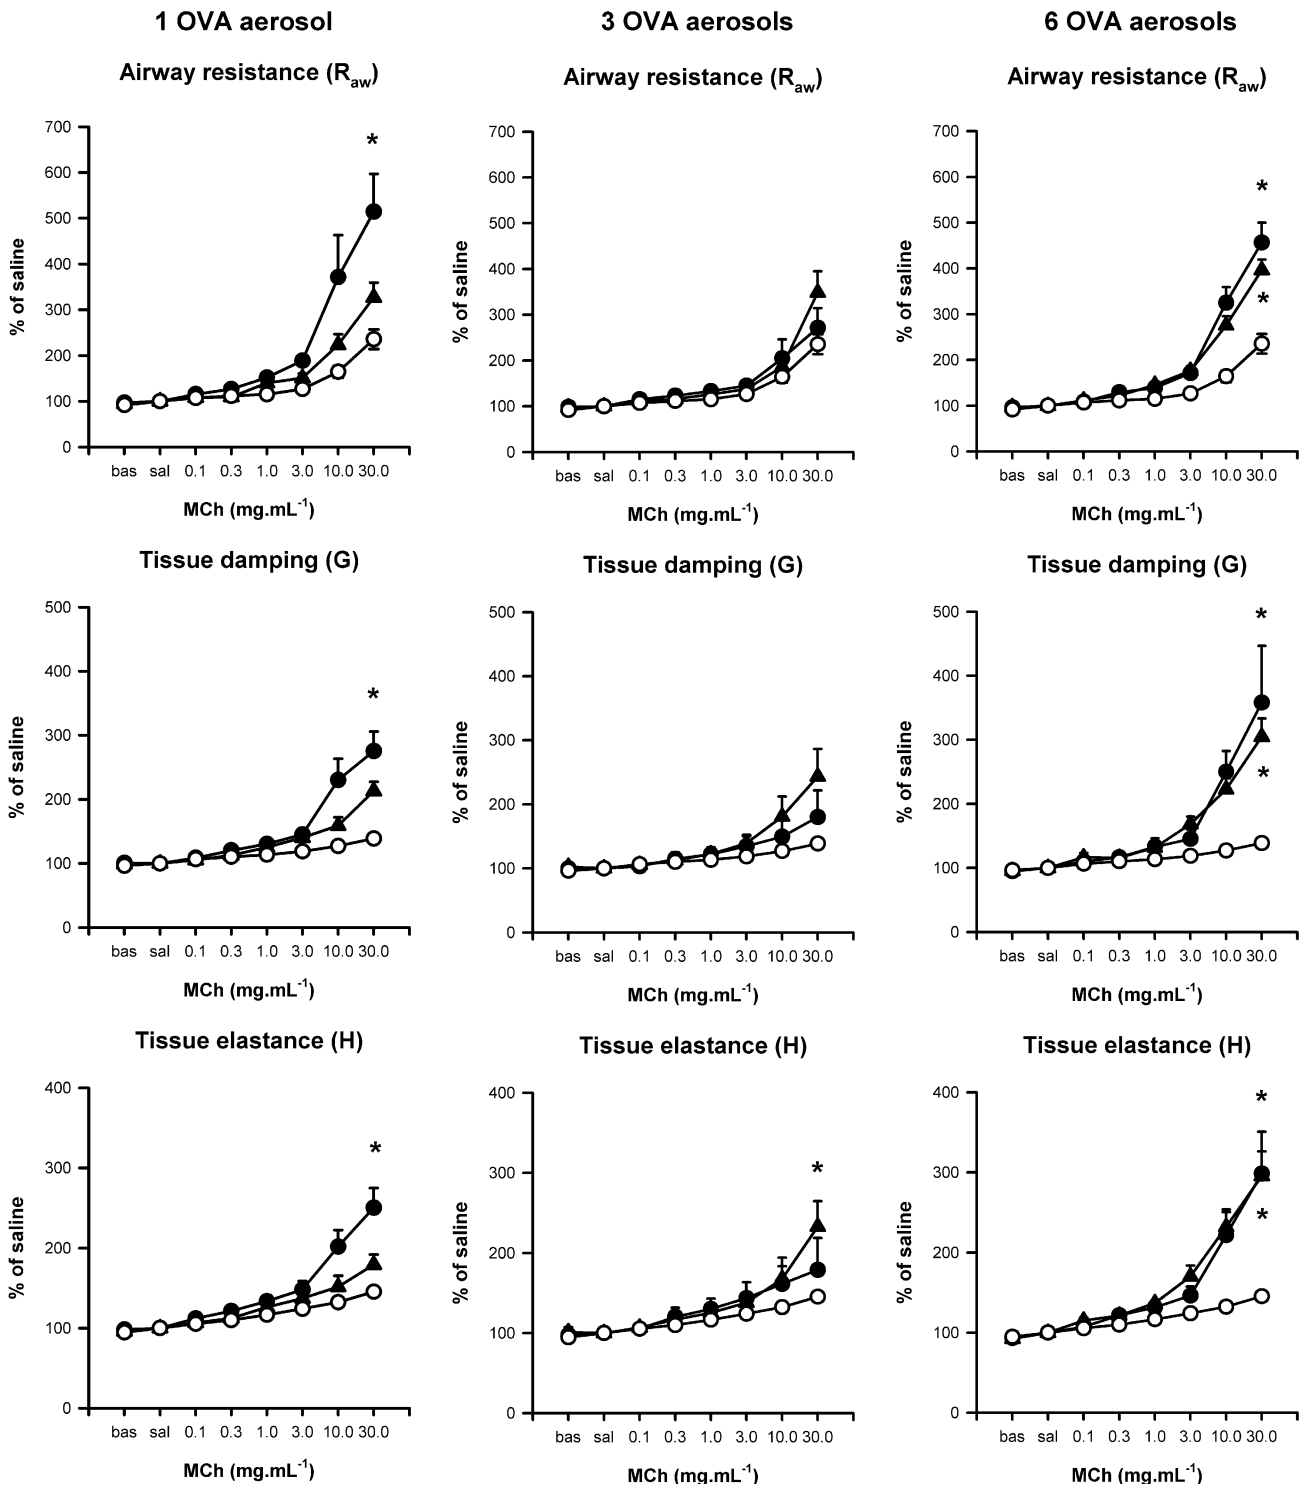 1 OVA aerosol
3 OVA aerosols
6 OVA aerosols
Airway resistance (Raw)
Airway resistance (Raw)
Airway resistance (Raw)
700
600
500
400
300
200
100
0
% of saline
*
bas sal 0.1 0.3 1.0 3.0 10.0 30.0
MCh (mg.mL-1)
700
600
500
400
300
200
100
0
% of saline
bas sal 0.1 0.3 1.0 3.0 10.0 30.0
MCh (mg.mL-1)
700
600
500
400
300
200
100
0
% of saline
*
*
bas sal 0.1 0.3 1.0 3.0 10.0 30.0
MCh (mg.mL-1)
Tissue damping (G)
Tissue damping (G)
Tissue damping (G)
500
400
300
200
100
0
% of saline
*
bas sal 0.1 0.3 1.0 3.0 10.0 30.0
MCh (mg.mL-1)
500
400
300
200
100
0
% of saline
bas sal 0.1 0.3 1.0 3.0 10.0 30.0
MCh (mg.mL-1)
500
400
300
200
100
0
% of saline
*
*
bas sal 0.1 0.3 1.0 3.0 10.0 30.0
MCh (mg.mL-1)
Tissue elastance (H)
Tissue elastance (H)
Tissue elastance (H)
400
300
200
100
0
% of saline
*
bas sal 0.1 0.3 1.0 3.0 10.0 30.0
MCh (mg.mL-1)
400
300
200
100
0
% of saline
*
bas sal 0.1 0.3 1.0 3.0 10.0 30.0
MCh (mg.mL-1)
400
300
200
100
0
% of saline
*
*
bas sal 0.1 0.3 1.0 3.0 10.0 30.0
MCh (mg.mL-1)